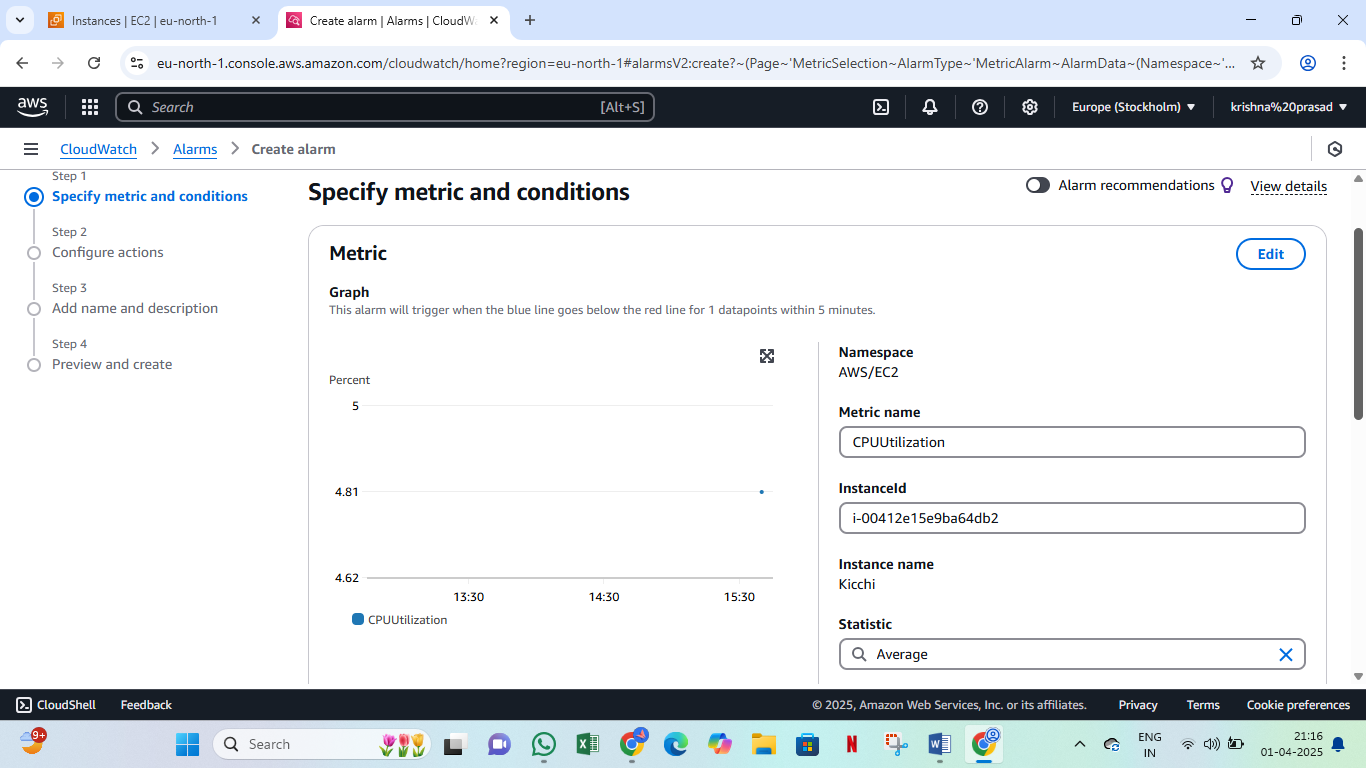 Instances | EC2 | eu-north-1
Create alarm | Alarms | CloudW
eu-north-1.console.aws.amazon.com/cloudwatch/home?region=eu-north-1#alarmsV2:create?~(Page~'MetricSelection~AlarmType~'MetricAlarm~AlarmData~(Namespace~'...
aws
Search [Alt+S]
Europe (Stockholm)
krishna%20prasad
CloudWatch
Alarms
Create alarm
Step 1
Specify metric and conditions
Step 2
Configure actions
Step 3
Add name and description
Step 4
Preview and create
Specify metric and conditions
Alarm recommendations
View details
Metric
Edit
Graph
This alarm will trigger when the blue line goes below the red line for 1 datapoints within 5 minutes.
Percent
5
4.81
4.62
13:30 14:30 15:30
CPUUtilization
Namespace
AWS/EC2
Metric name
CPUUtilization
InstanceId
i-00412e15e9ba64db2
Instance name
Kicchi
Statistic
Average
CloudShell
Feedback
© 2025, Amazon Web Services, Inc. or its affiliates.
Privacy
Terms
Cookie preferences
9+
Search
ENG
IN
21:16
01-04-2025